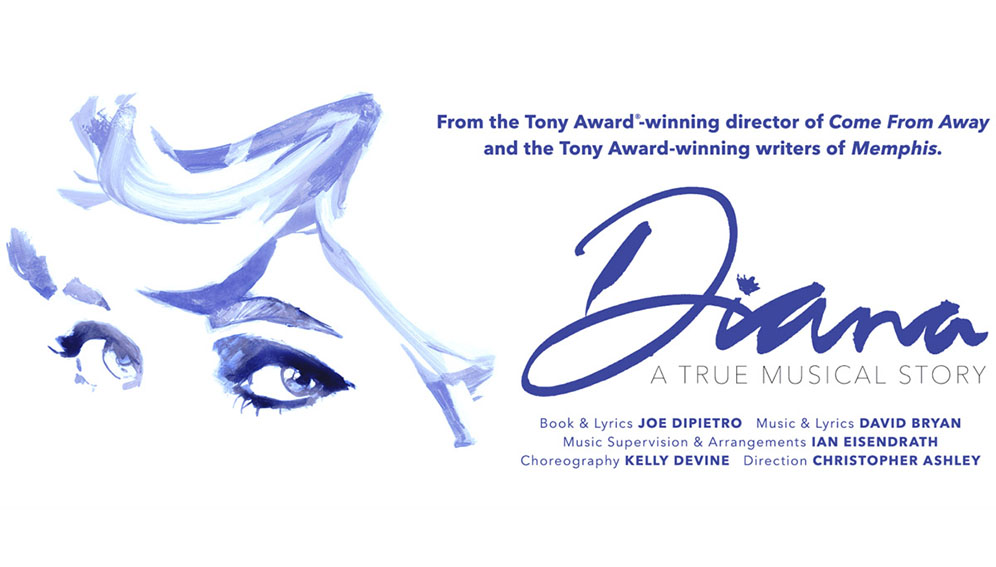 From the Tony Award®-winning director of Come From Away
and the Tony Award-winning writers of Memphis.
Diana
A TRUE MUSICAL STORY
Book & Lyrics JOE DIPIETRO Music & Lyrics DAVID BRYAN
Music Supervision & Arrangements IAN EISENDRATH
Choreography KELLY DEVINE Direction CHRISTOPHER ASHLEY